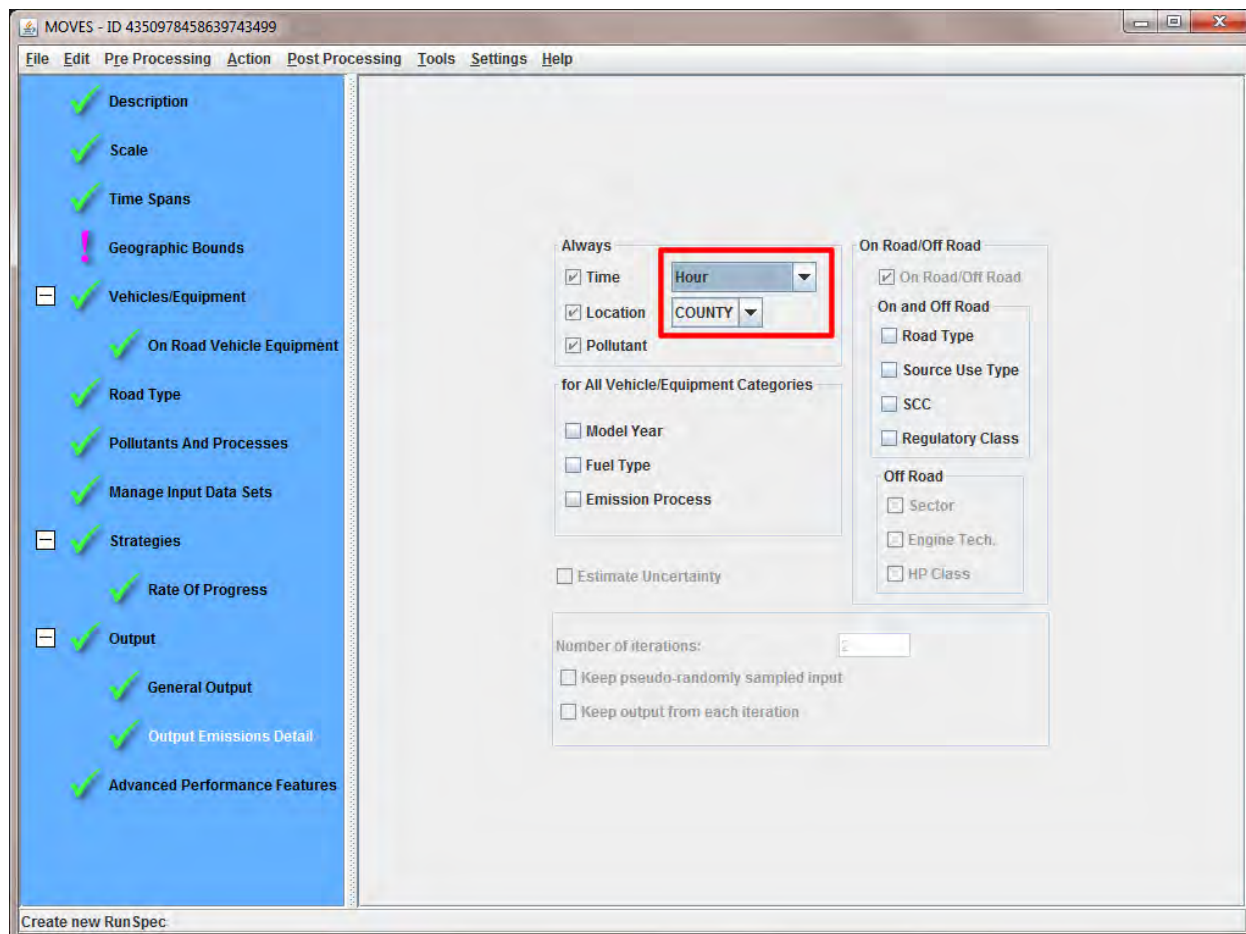 MOVES - ID 4350978458639743499
File Edit Pre Processing Action Post Processing Tools Settings Help
Description
Scale
Time Spans
Geographic Bounds
Vehicles/Equipment
On Road Vehicle Equipment
Road Type
Pollutants And Processes
Manage Input Data Sets
Strategies
Rate Of Progress
Output
General Output
Output Emissions Detail
Advanced Performance Features
Always
Time Hour
Location COUNTY
Pollutant
for All Vehicle/Equipment Categories
Model Year
Fuel Type
Emission Process
On Road/Off Road
On Road/Off Road
On and Off Road
Road Type
Source Use Type
SCC
Regulatory Class
Off Road
Sector
Engine Tech.
HP Class
Estimate Uncertainty
Number of iterations: 2
Keep pseudo-randomly sampled input
Keep output from each iteration
Create new RunSpec